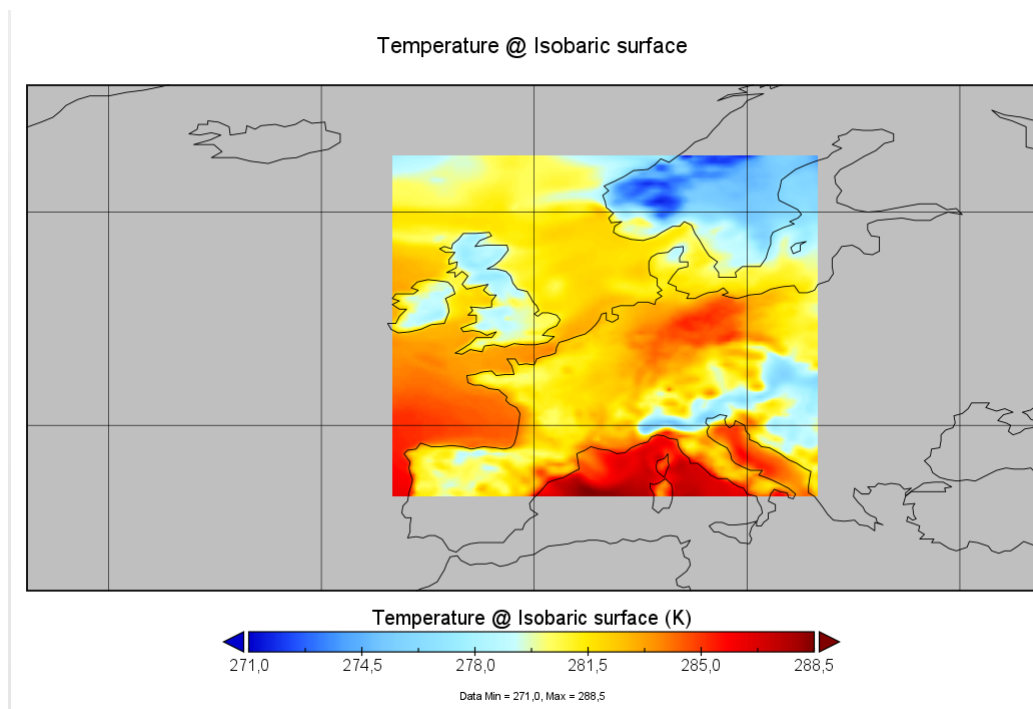 Temperature @ Isobaric surface
Temperature @ Isobaric surface (K)
271,0 274,5 278,0 281,5 285,0 288,5
Data Min = 271,0, Max = 288,5